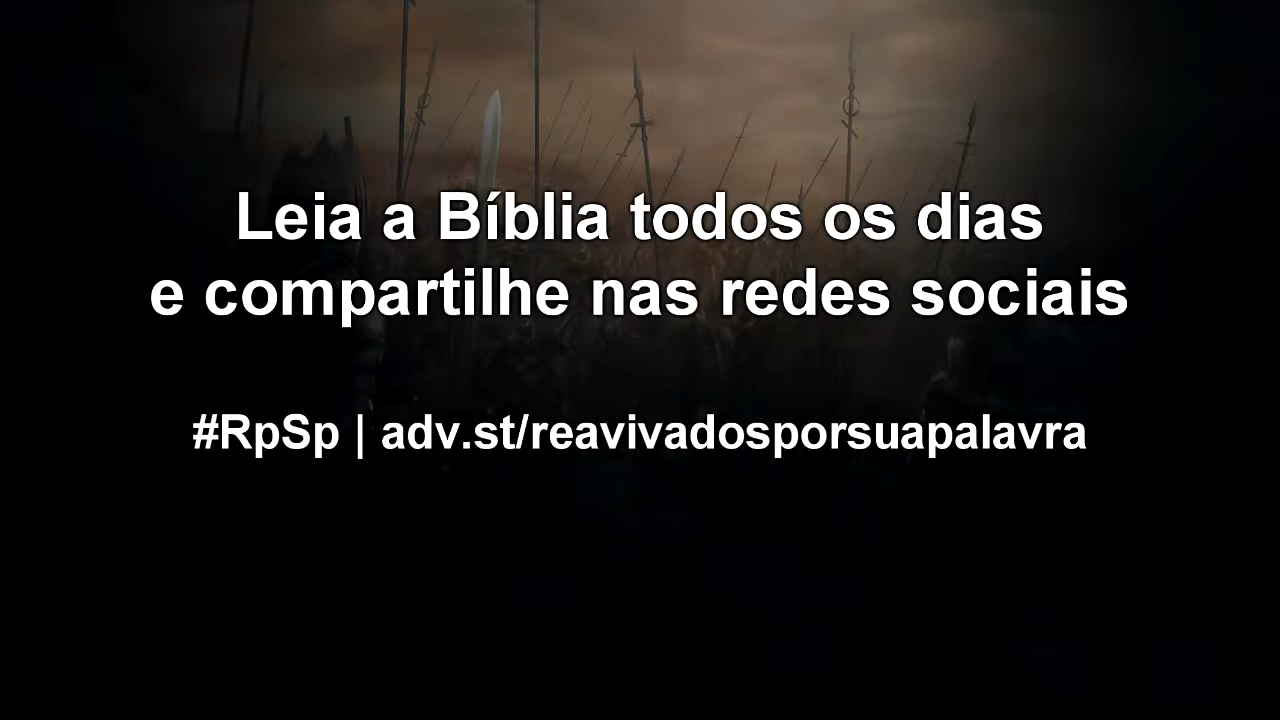 Leia a Bíblia todos os dias
e compartilhe nas redes sociais
#RpSp | adv.st/reavivadosporsuapalavra